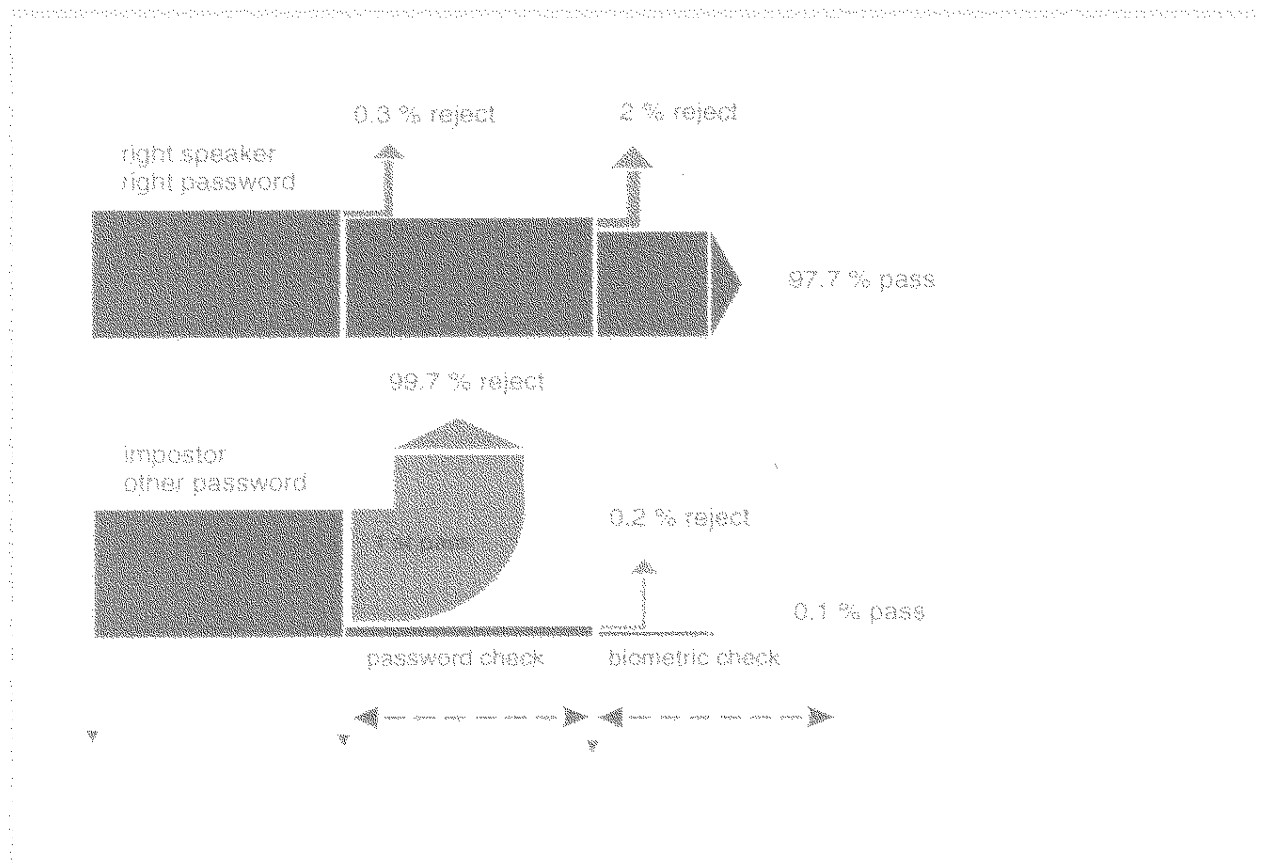 0.3 % reject
2 % reject
right speaker
right password
97.7 % pass
99.7 % reject
impostor
other password
0.2 % reject
0.1 % pass
password check
biometric check